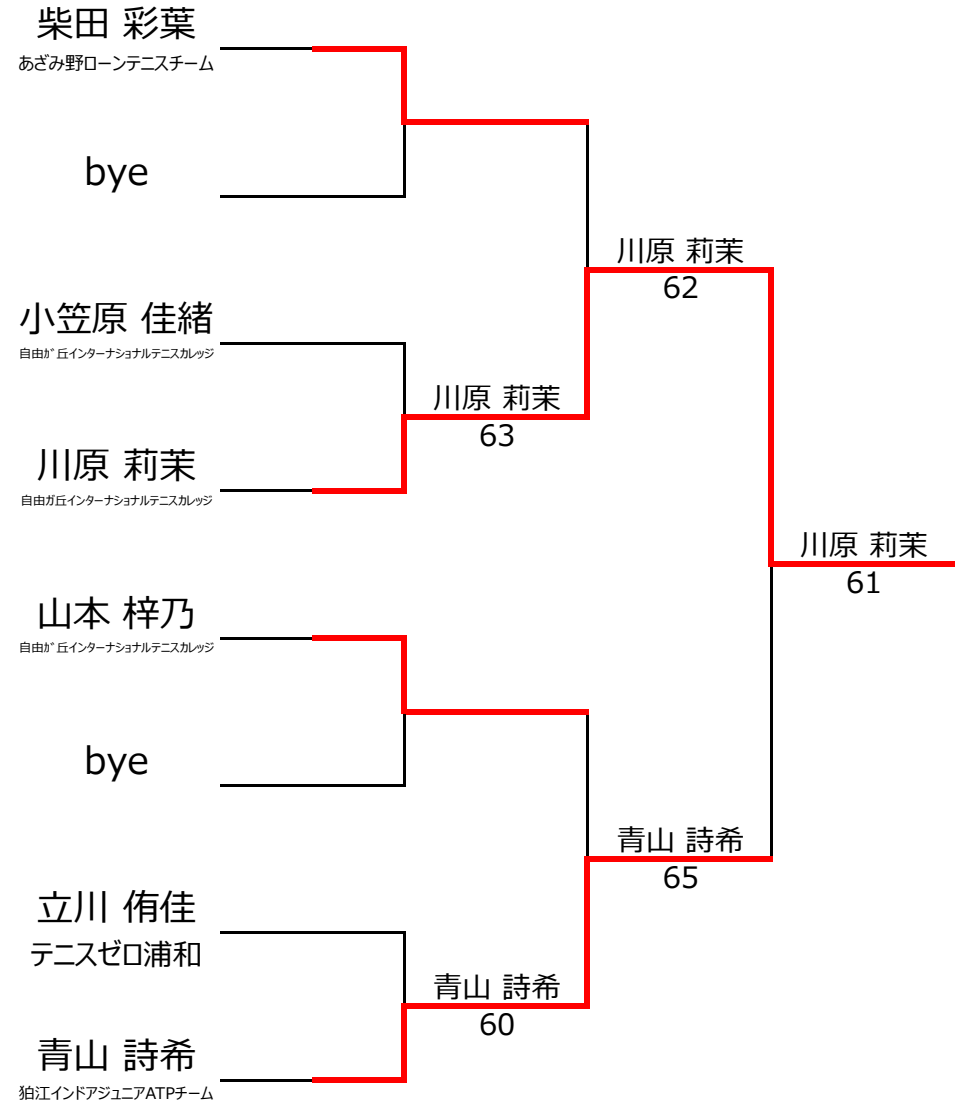 柴田 彩葉
あざみ野ローンテニスチーム
bye
川原 莉茉
62
小笠原 佳緒
自由ガ丘インターナショナルテニスカレッジ
川原 莉茉
63
川原 莉茉
自由ガ丘インターナショナルテニスカレッジ
川原 莉茉
61
山本 梓乃
自由ガ丘インターナショナルテニスカレッジ
bye
青山 詩希
65
立川 侑佳
テニスゼロ浦和
青山 詩希
60
青山 詩希
狛江インドアジュニアATPチーム